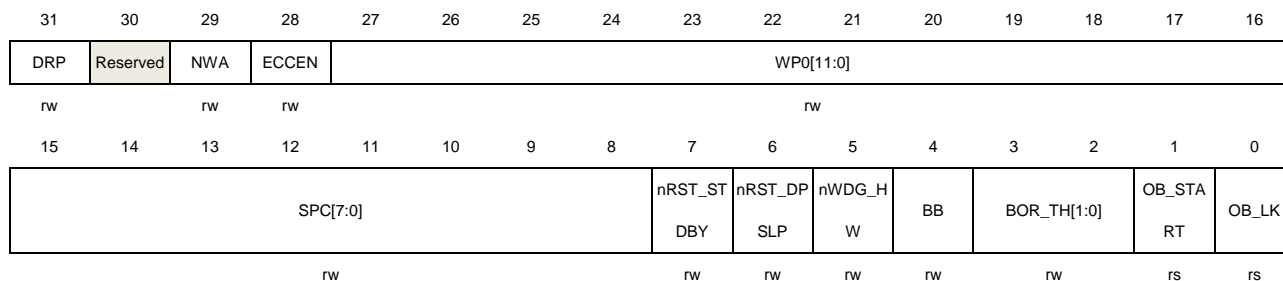 31 30 29 28 27 26 25 24 23 22 21 20 19 18 17 16
DRP Reserved NWA ECCEN WP0[11:0]
rw rw rw rw
15 14 13 12 11 10 9 8 7 6 5 4 3 2 1 0
SPC[7:0] nRST_ST nRST_DP nWDG_H BB BOR_TH[1:0] OB_STA OB_LK
DBY SLP W RT
rw rw rw rw rw rw rs rs